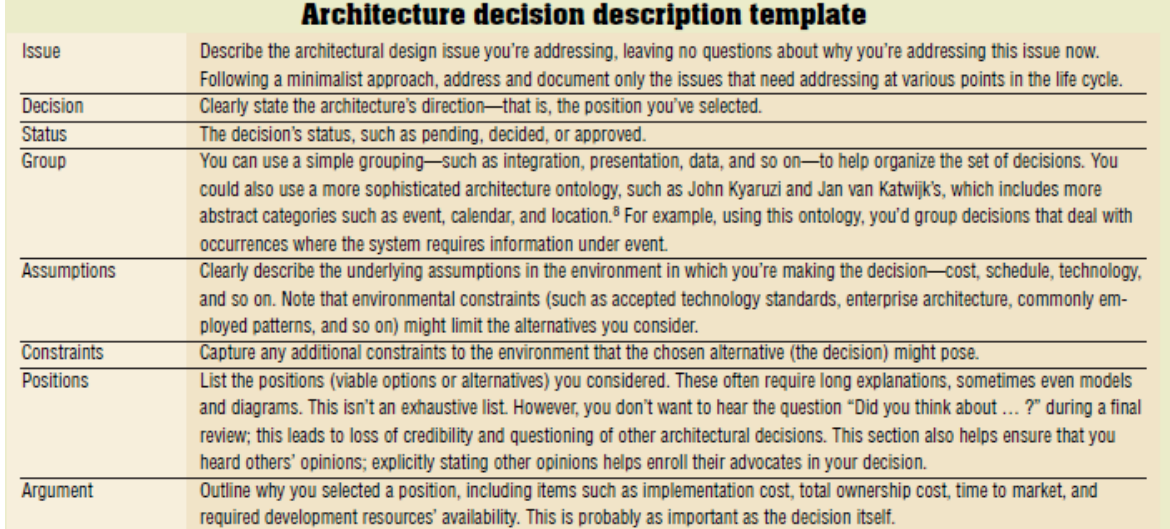 Architecture decision description template
Issue
Describe the architectural design issue you're addressing, leaving no questions about why you're addressing this issue now.
Following a minimalist approach, address and document only the issues that need addressing at various points in the life cycle.
Decision
Clearly state the architecture's direction—that is, the position you've selected.
Status
The decision's status, such as pending, decided, or approved.
Group
You can use a simple grouping—such as integration, presentation, data, and so on—to help organize the set of decisions. You
could also use a more sophisticated architecture ontology, such as John Kyaruzi and Jan van Katwijk's, which includes more
abstract categories such as event, calendar, and location.⁸ For example, using this ontology, you'd group decisions that deal with
occurrences where the system requires information under event.
Assumptions
Clearly describe the underlying assumptions in the environment in which you're making the decision—cost, schedule, technology,
and so on. Note that environmental constraints (such as accepted technology standards, enterprise architecture, commonly em-
ployed patterns, and so on) might limit the alternatives you consider.
Constraints
Capture any additional constraints to the environment that the chosen alternative (the decision) might pose.
Positions
List the positions (viable options or alternatives) you considered. These often require long explanations, sometimes even models
and diagrams. This isn't an exhaustive list. However, you don't want to hear the question "Did you think about … ?" during a final
review; this leads to loss of credibility and questioning of other architectural decisions. This section also helps ensure that you
heard others' opinions; explicitly stating other opinions helps enroll their advocates in your decision.
Argument
Outline why you selected a position, including items such as implementation cost, total ownership cost, time to market, and
required development resources' availability. This is probably as important as the decision itself.